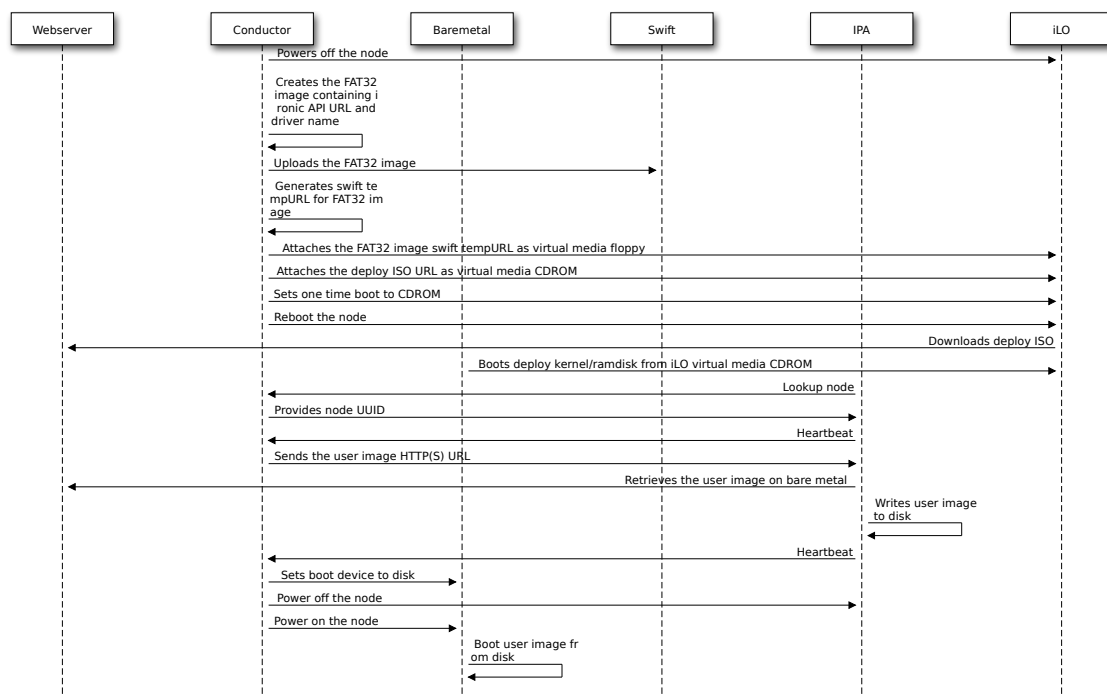 Webserver
Conductor
Baremetal
Swift
IPA
iLO
Powers off the node
Creates the FAT32
image containing i
ronic API URL and
driver name
Uploads the FAT32 image
Generates swift te
mpURL for FAT32 im
age
Attaches the FAT32 image swift tempURL as virtual media floppy
Attaches the deploy ISO URL as virtual media CDROM
Sets one time boot to CDROM
Reboot the node
Downloads deploy ISO
Boots deploy kernel/ramdisk from iLO virtual media CDROM
Lookup node
Provides node UUID
Heartbeat
Sends the user image HTTP(S) URL
Retrieves the user image on bare metal
Writes user image
to disk
Heartbeat
Sets boot device to disk
Power off the node
Power on the node
Boot user image fr
om disk